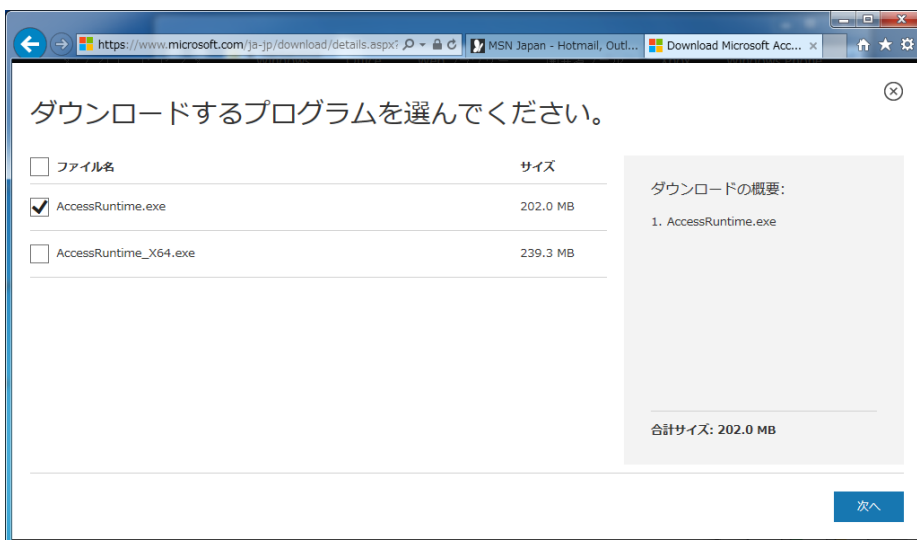 https://www.microsoft.com/ja-jp/download/details.aspx?
MSN Japan - Hotmail, Outl...
Download Microsoft Acc...
ダウンロードするプログラムを選んでください。
ファイル名 サイズ
AccessRuntime.exe 202.0 MB
AccessRuntime_X64.exe 239.3 MB
ダウンロードの概要:
1. AccessRuntime.exe
合計サイズ: 202.0 MB
次へ